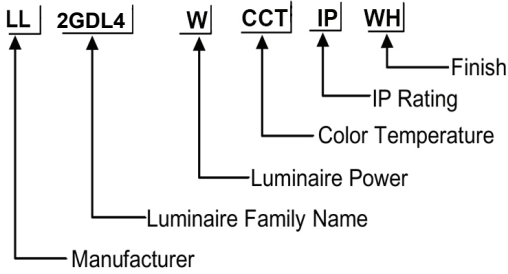 LL 2GDL4 W CCT IP WH
Finish
IP Rating
Color Temperature
Luminaire Power
Luminaire Family Name
Manufacturer